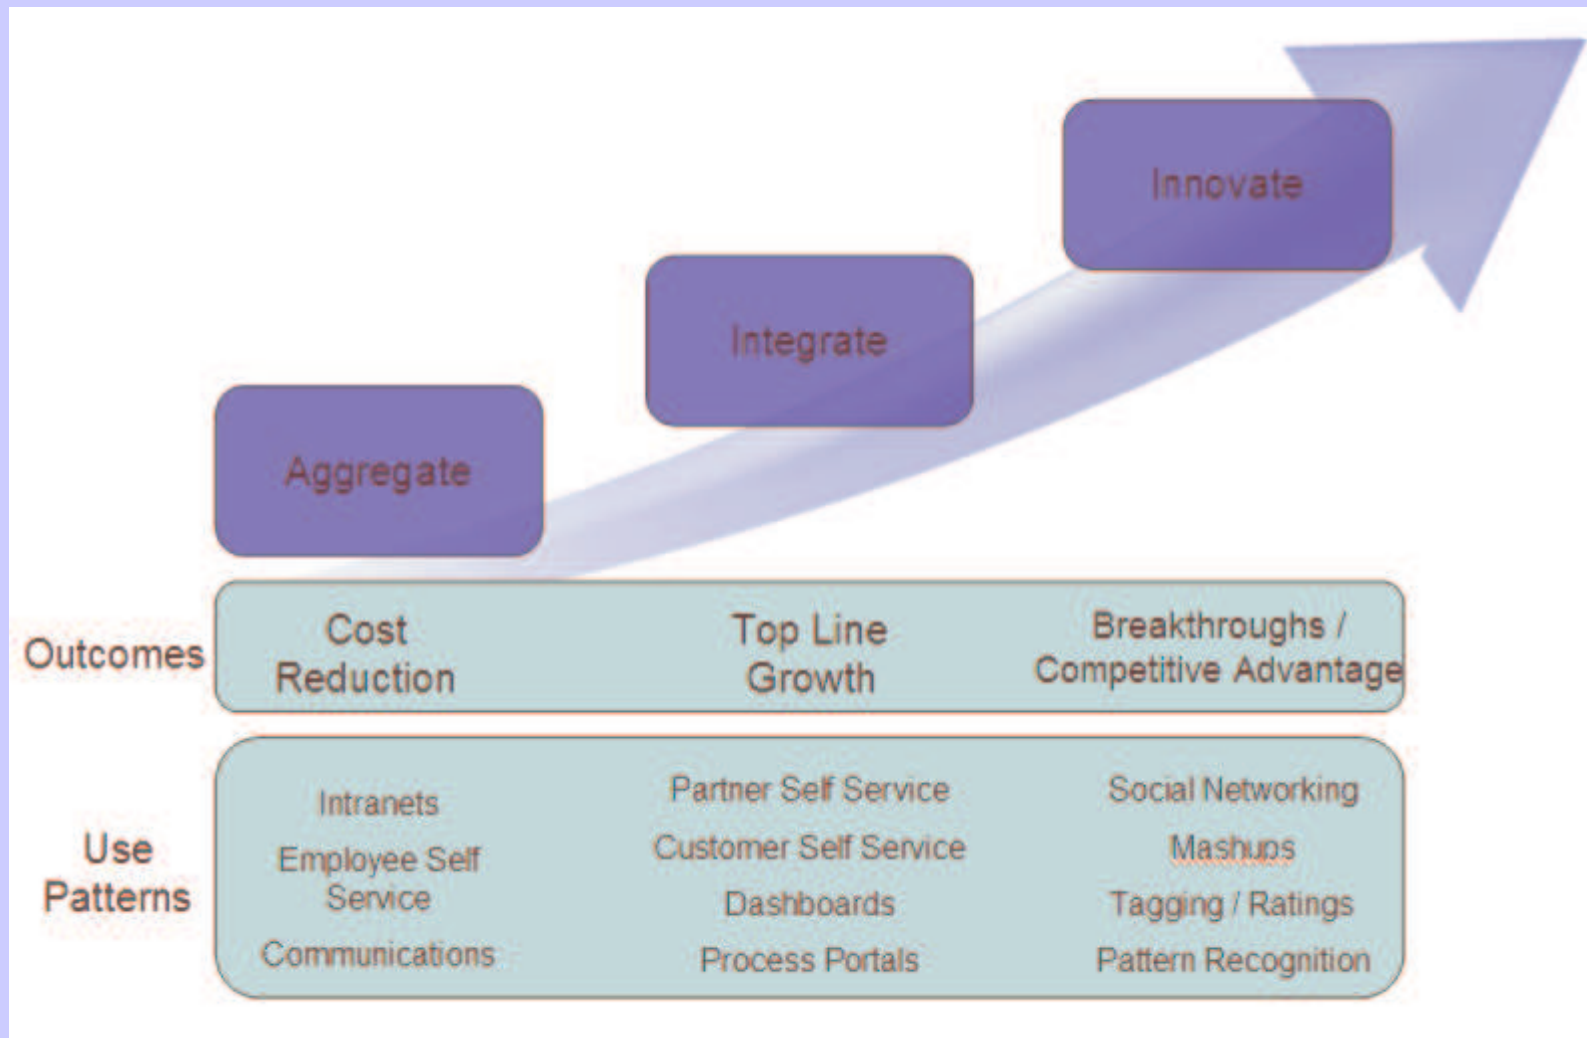 Innovate
Integrate
Aggregate
Outcomes
Cost
Reduction
Top Line
Growth
Breakthroughs /
Competitive Advantage
Use
Patterns
Intranets
Employee Self
Service
Communications
Partner Self Service
Customer Self Service
Dashboards
Process Portals
Social Networking
Mashups
Tagging / Ratings
Pattern Recognition